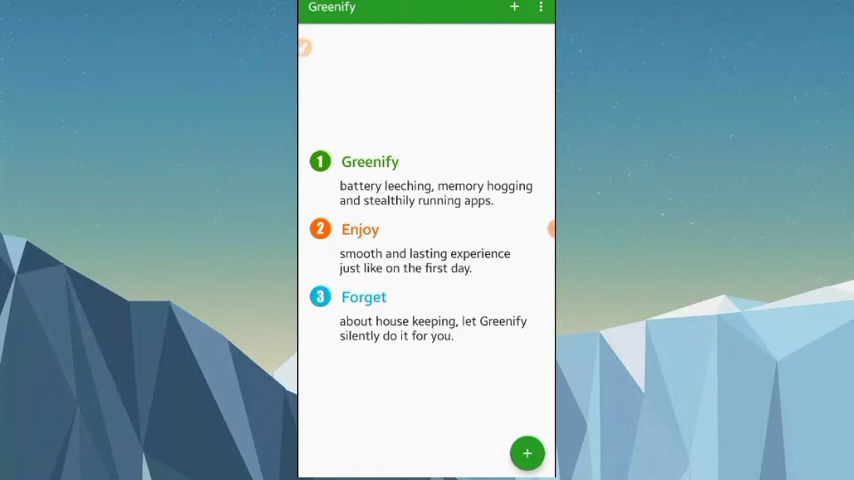 Greenify
1 Greenify
battery leeching, memory hogging
and stealthily running apps.
2 Enjoy
smooth and lasting experience
just like on the first day.
3 Forget
about house keeping, let Greenify
silently do it for you.